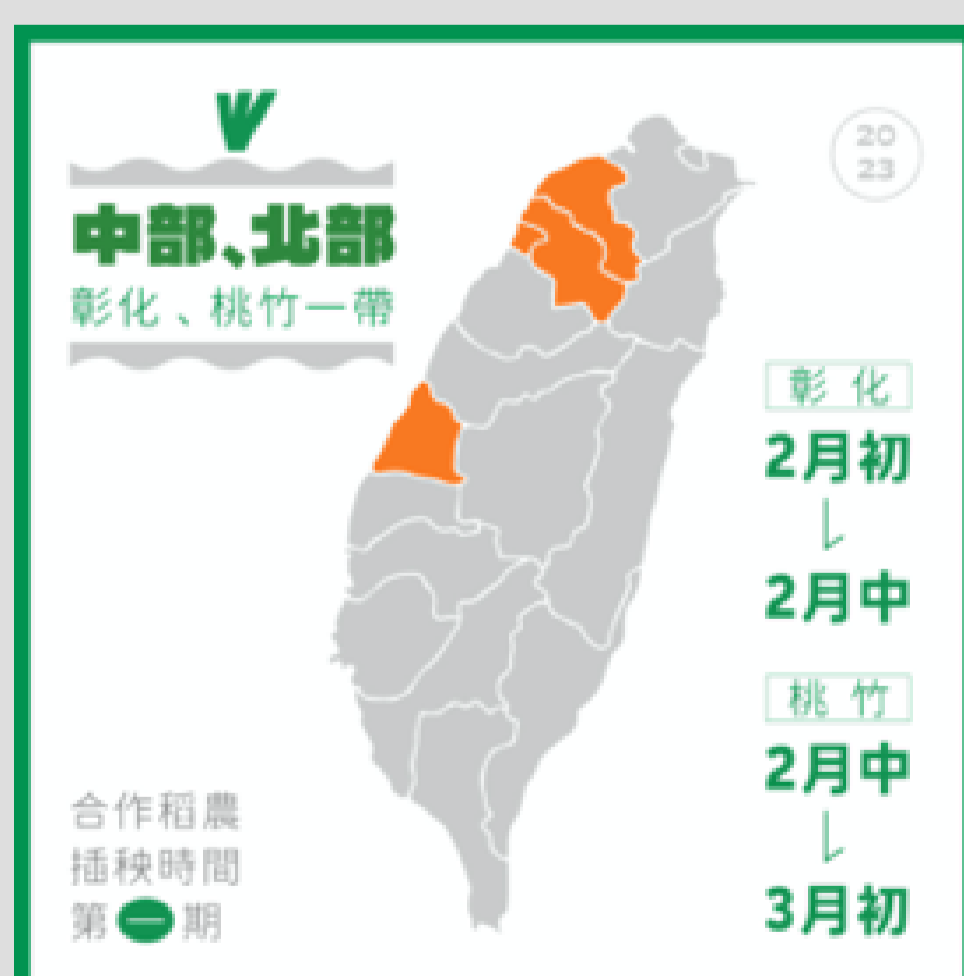 20
23
中部、北部
彰化、桃竹一帶
彰化
2月初
2月中
桃竹
2月中
3月初
合作稻農
插秧時間
第一期